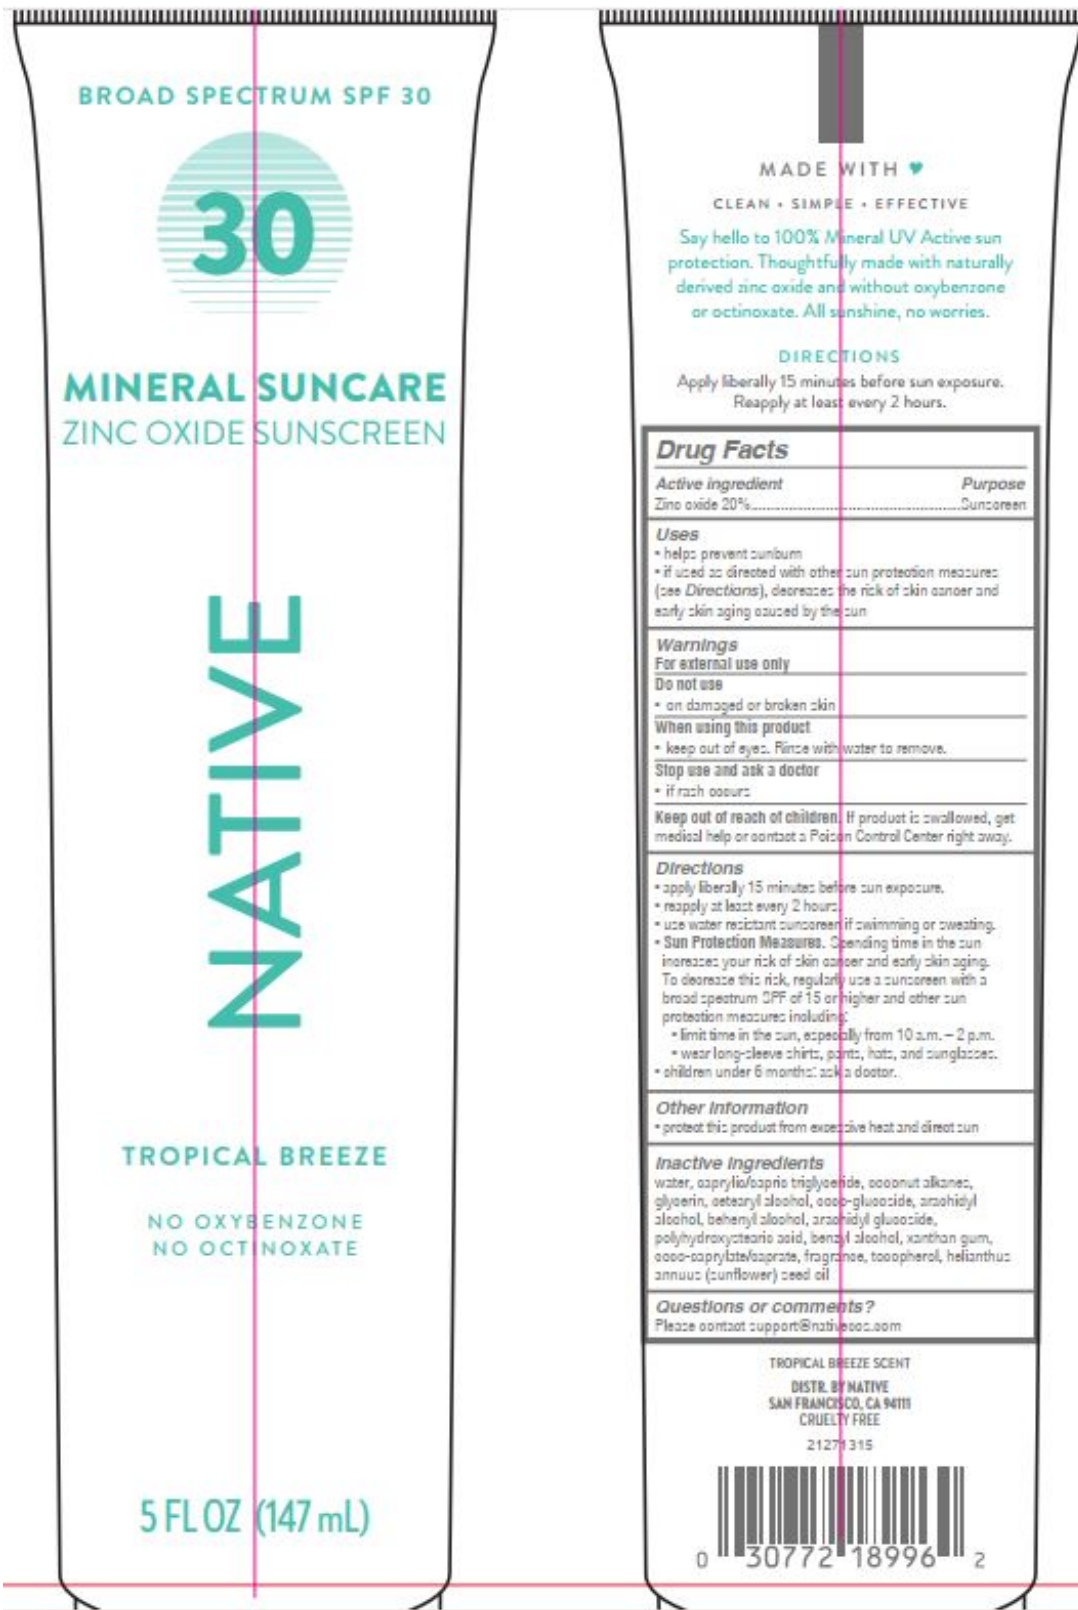 BROAD SPECTRUM SPF 30
30
MINERAL SUNCARE
ZINC OXIDE SUNSCREEN
NATIVE
TROPICAL BREEZE
NO OXYBENZONE
NO OCTINOXATE
5 FL OZ (147 mL)
MADE WITH ♥
CLEAN • SIMPLE • EFFECTIVE
Say hello to 100% Mineral UV Active sun
protection. Thoughtfully made with naturally
derived zinc oxide and without oxybenzone
or octinoxate. All sunshine, no worries.
DIRECTIONS
Apply liberally 15 minutes before sun exposure.
Reapply at least every 2 hours.
Drug Facts
Active ingredient Purpose
Zinc oxide 20%........................................Sunscreen
Uses
• helps prevent sunburn
• if used as directed with other sun protection measures
(see Directions), decreases the risk of skin cancer and
early skin aging caused by the sun
Warnings
For external use only
Do not use
• on damaged or broken skin
When using this product
• keep out of eyes. Rinse with water to remove.
Stop use and ask a doctor
• if rash occurs
Keep out of reach of children. If product is swallowed, get
medical help or contact a Poison Control Center right away.
Directions
• apply liberally 15 minutes before sun exposure.
• reapply at least every 2 hours.
• use water resistant sunscreen if swimming or sweating.
• Sun Protection Measures. Spending time in the sun
increases your risk of skin cancer and early skin aging.
To decrease this risk, regularly use a sunscreen with a
broad spectrum SPF of 15 or higher and other sun
protection measures including:
• limit time in the sun, especially from 10 a.m. – 2 p.m.
• wear long-sleeve shirts, pants, hats, and sunglasses.
• children under 6 months: ask a doctor.
Other information
• protect this product from excessive heat and direct sun
Inactive ingredients
water, caprylic/capric triglyceride, coconut alkanes,
glycerin, cetearyl alcohol, coco-glucoside, arachidyl
alcohol, behenyl alcohol, arachidyl glucoside,
polyhydroxystearic acid, benzyl alcohol, xanthan gum,
coco-caprylate/caprate, fragrance, tocopherol, helianthus
annuus (sunflower) seed oil
Questions or comments?
Please contact support@nativecos.com
TROPICAL BREEZE SCENT
DISTR. BY NATIVE
SAN FRANCISCO, CA 94111
CRUELTY FREE
21271315
0 30772 18996 2